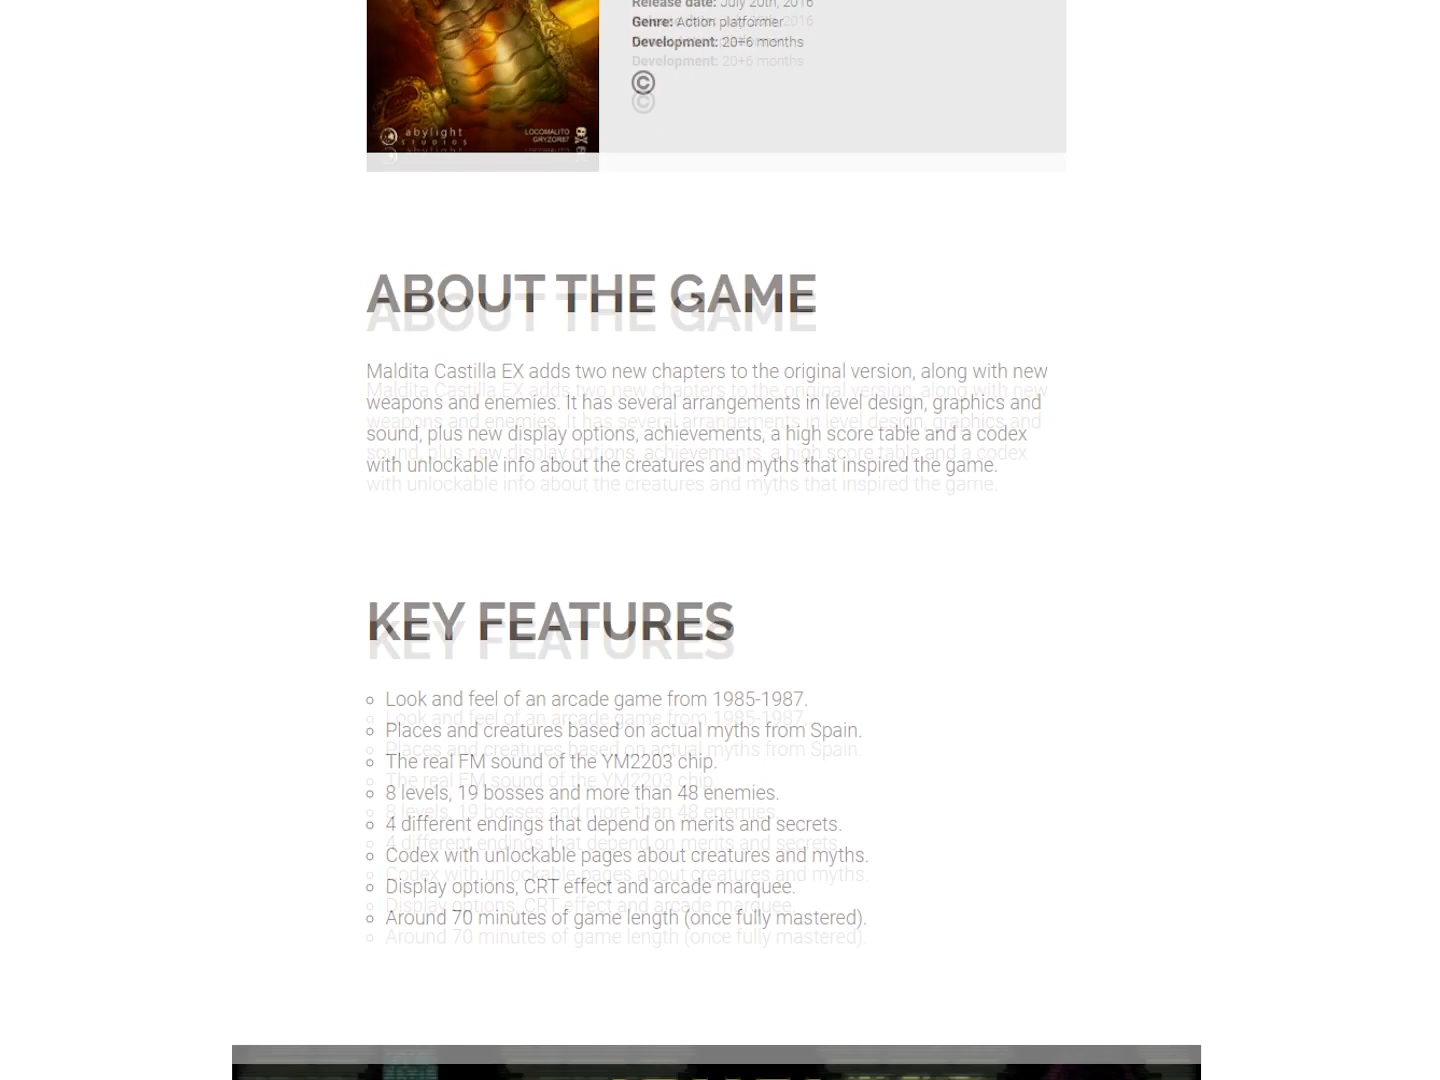 Release date: July 20th, 2016
Genre: Action platformer
Development: 20+6 months
©
abylight
STUDIOS
LOCOMALITO
GRYZOR87
ABOUT THE GAME
Maldita Castilla EX adds two new chapters to the original version, along with new
weapons and enemies. It has several arrangements in level design, graphics and
sound, plus new display options, achievements, a high score table and a codex
with unlockable info about the creatures and myths that inspired the game.
KEY FEATURES
Look and feel of an arcade game from 1985-1987.
Places and creatures based on actual myths from Spain.
The real FM sound of the YM2203 chip.
8 levels, 19 bosses and more than 48 enemies.
4 different endings that depend on merits and secrets.
Codex with unlockable pages about creatures and myths.
Display options, CRT effect and arcade marquee.
Around 70 minutes of game length (once fully mastered).